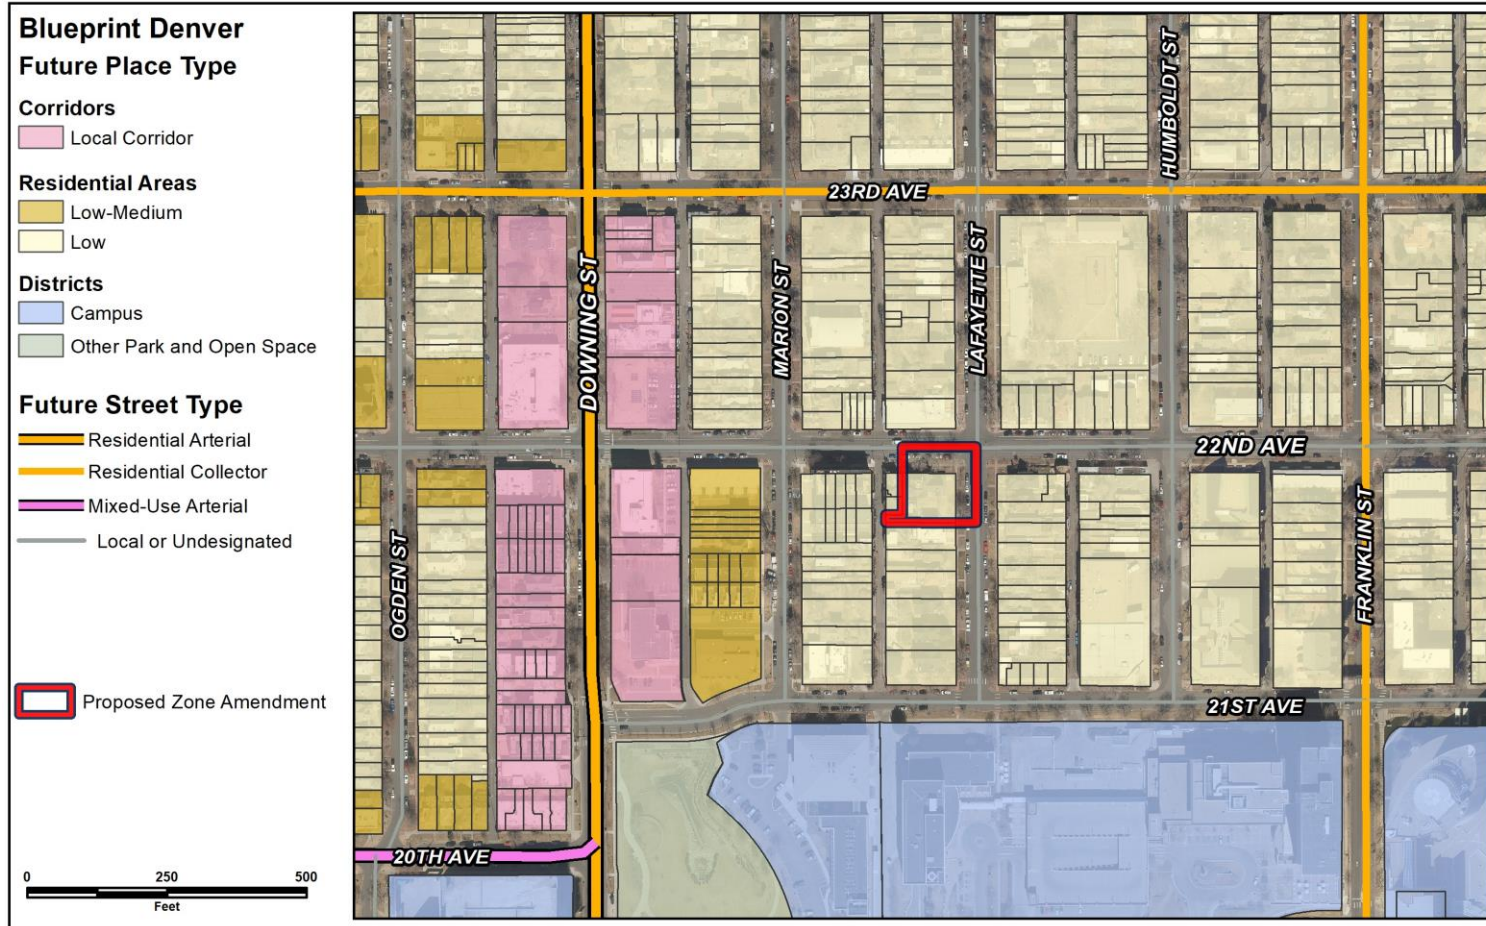 Blueprint Denver
Future Place Type
Corridors
Local Corridor
Residential Areas
Low-Medium
Low
Districts
Campus
Other Park and Open Space
Future Street Type
Residential Arterial
Residential Collector
Mixed-Use Arterial
Local or Undesignated
Proposed Zone Amendment
0 250 500
Feet
HUMBOLDT ST
23RD AVE
DOWNING ST
MARION ST
LAFAYETTE ST
22ND AVE
OGDEN ST
FRANKLIN ST
21ST AVE
20TH AVE